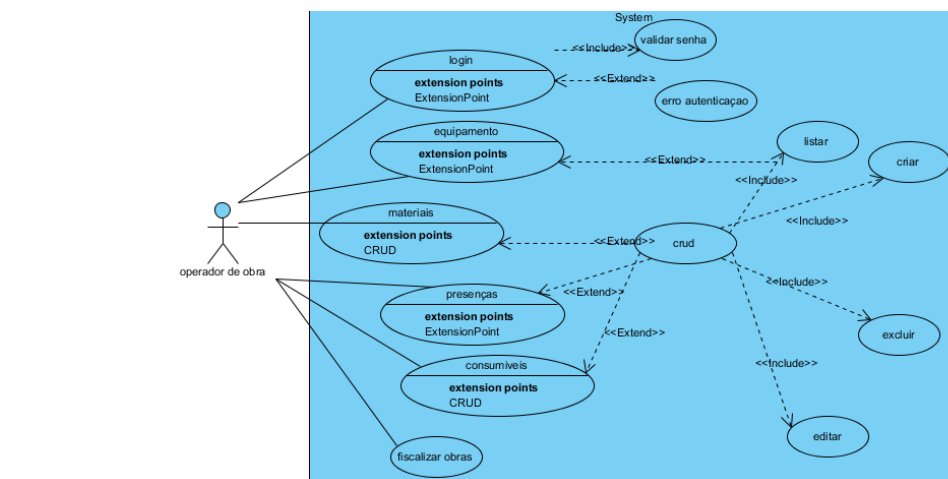 System
<<Include>>
validar senha
login
extension points
ExtensionPoint
<<Extend>>
erro autenticaçao
equipamento
extension points
ExtensionPoint
<<Extend>>
listar
criar
<<Include>>
<<Include>>
materiais
extension points
CRUD
<<Extend>>
crud
operador de obra
presenças
extension points
ExtensionPoint
<<Extend>>
<<Include>>
excluir
<<Extend>>
consumiveis
extension points
CRUD
<<Include>>
editar
fiscalizar obras